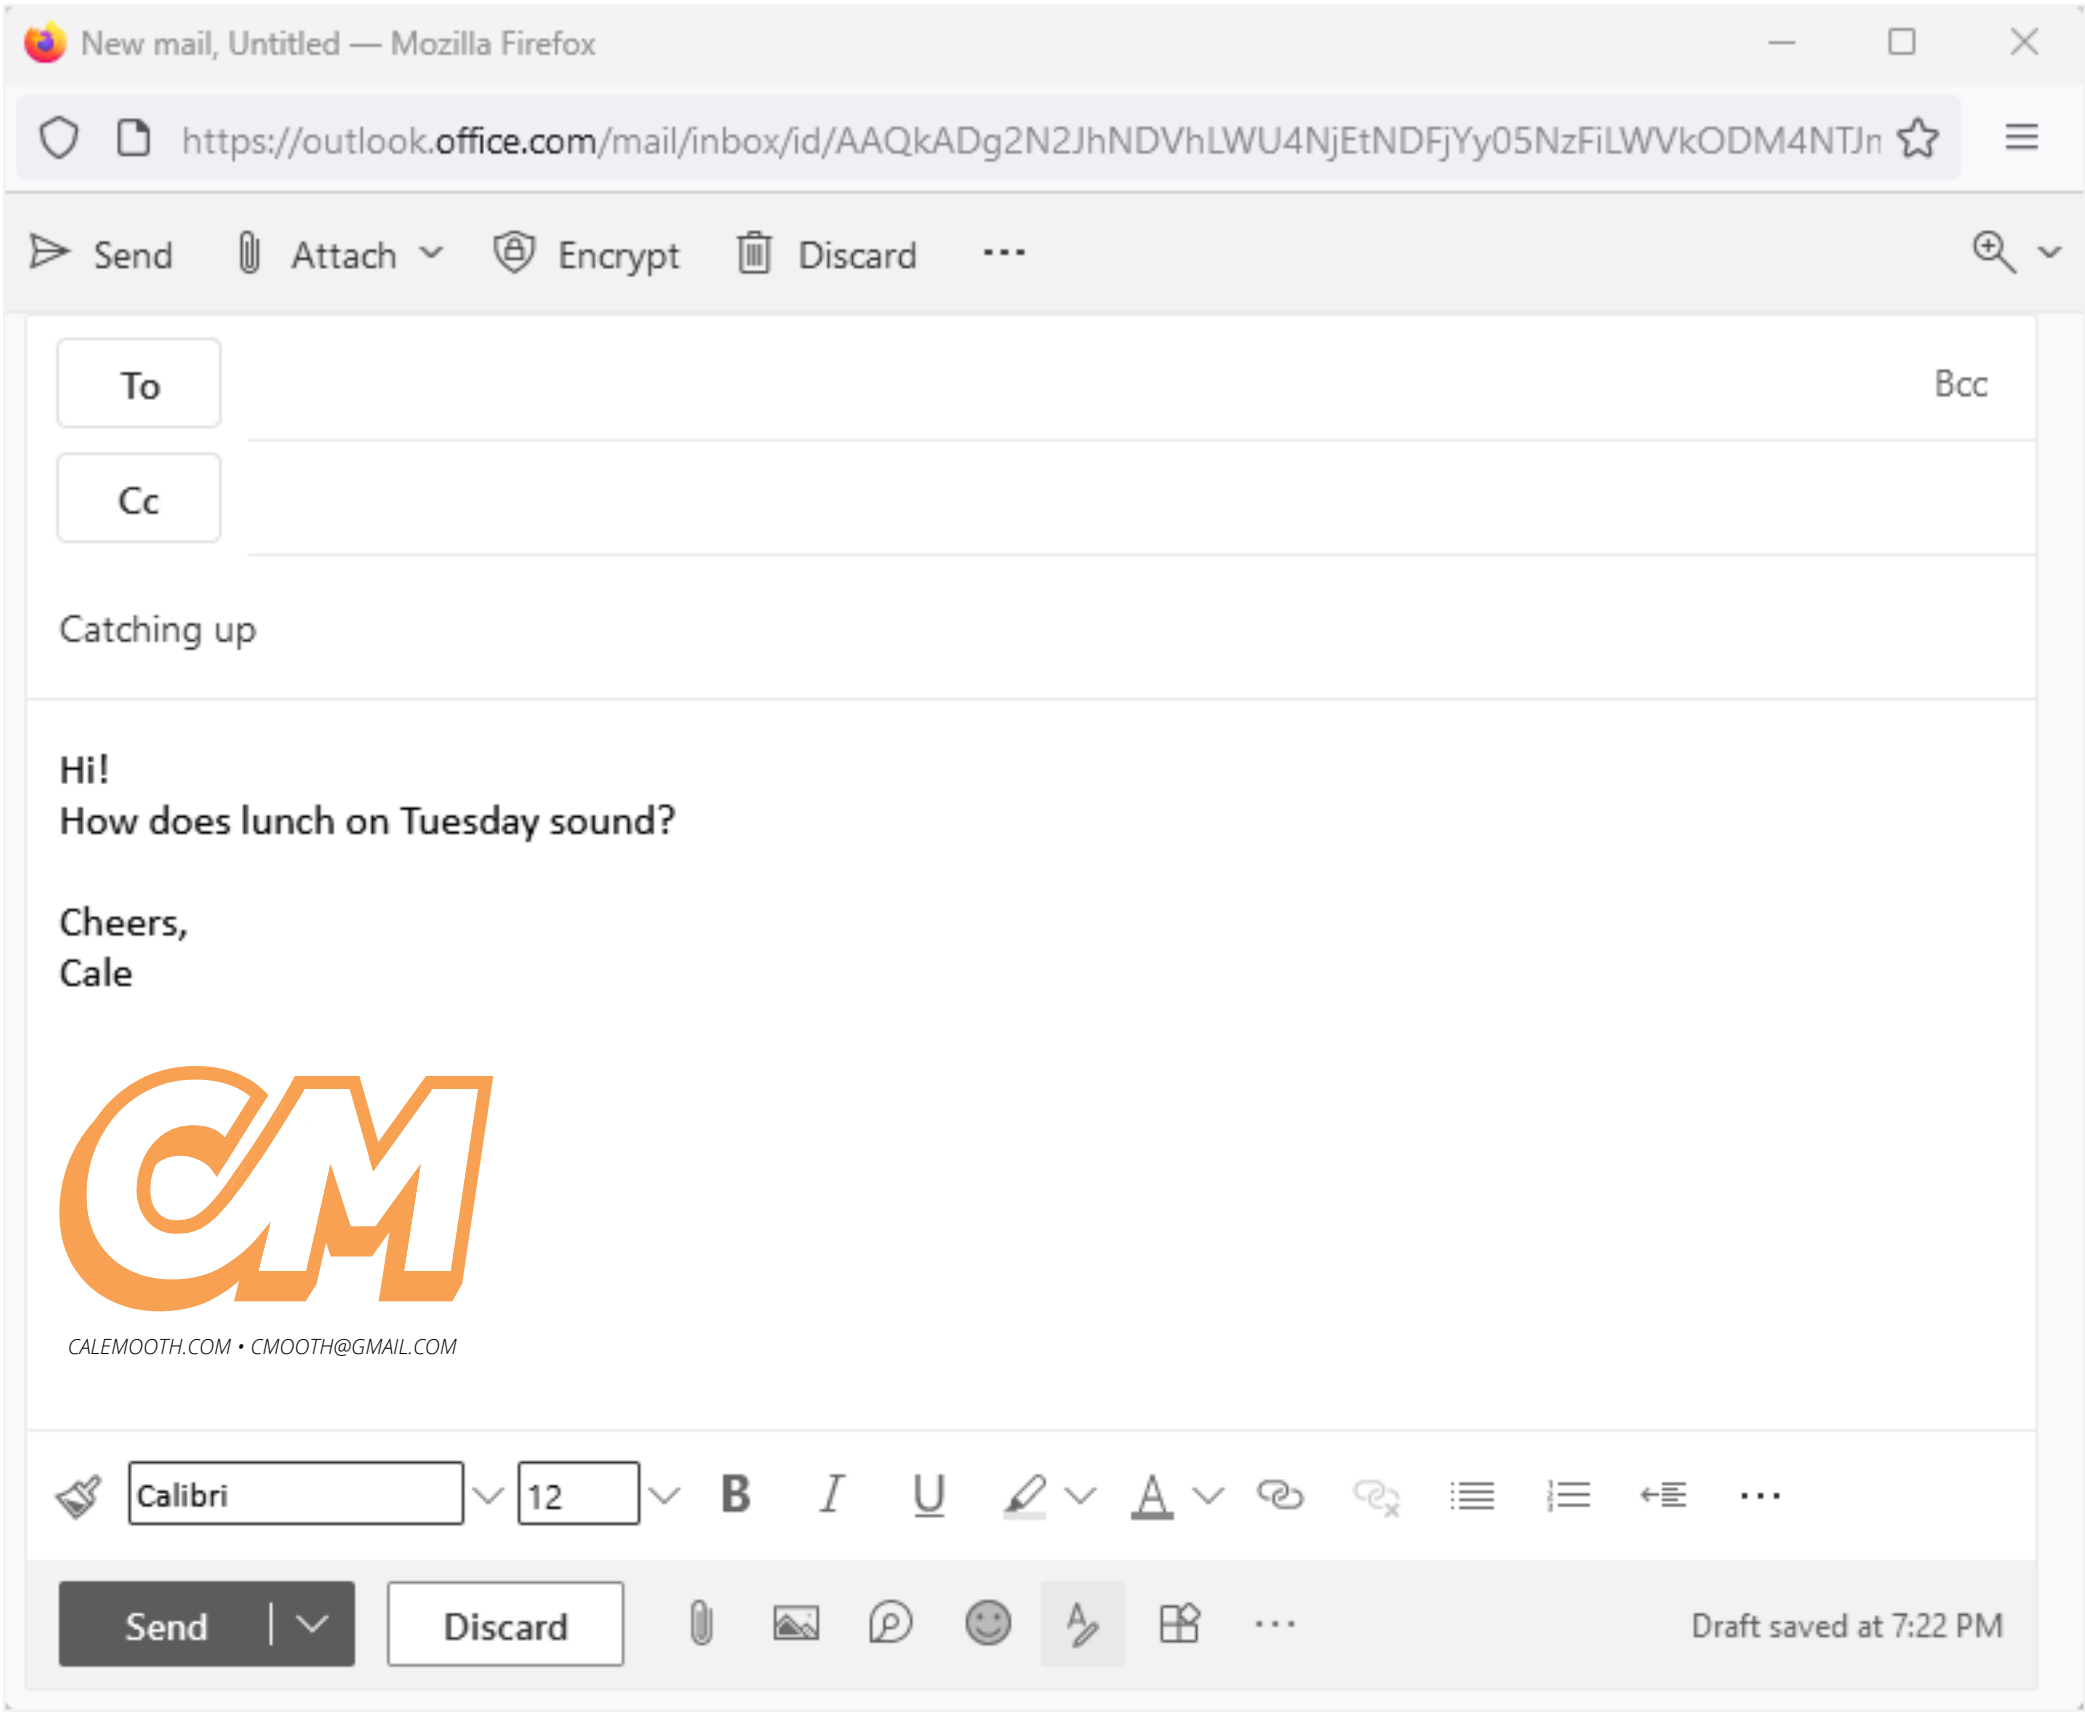 New mail, Untitled — Mozilla Firefox
https://outlook.office.com/mail/inbox/id/AAQkADg2N2JhNDVhLWU4NjEtNDFjYy05NzFiLWVkODM4NTJn
Send Attach Encrypt Discard ...
To Bcc
Cc
Catching up
Hi!
How does lunch on Tuesday sound?
Cheers,
Cale
CM
CALEMOOTH.COM • CMOOTH@GMAIL.COM
Calibri 12 B I U A ...
Send Discard ... Draft saved at 7:22 PM